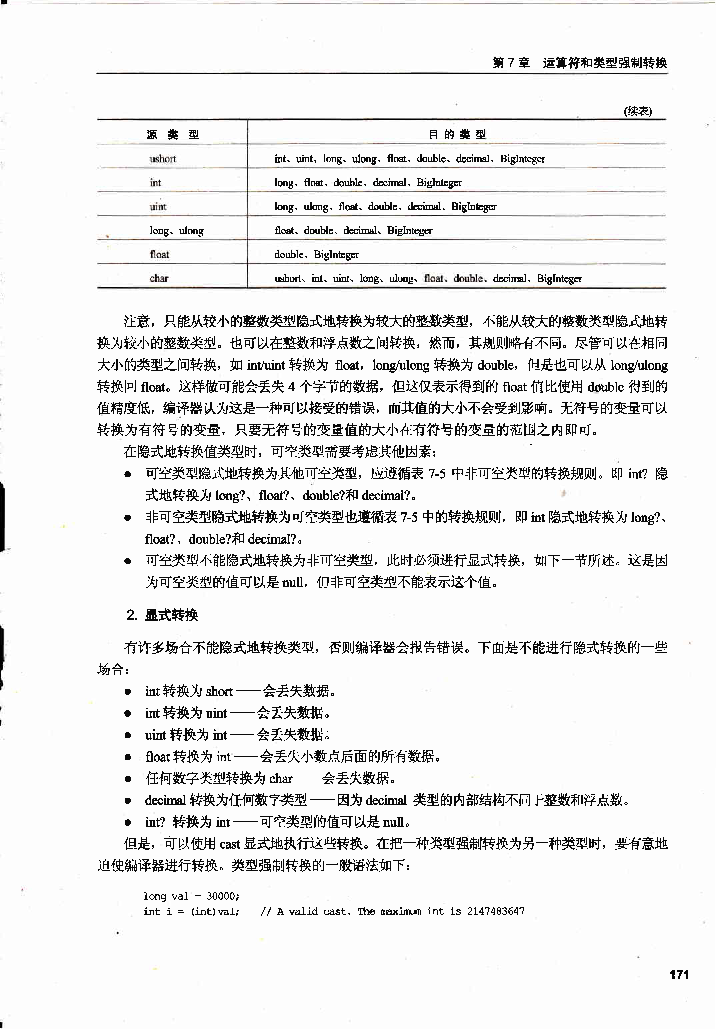 第 7 章 运算符和类型强制转换
(续表)
源 类 型 目 的 类 型
ushort int、uint、long、ulong、float、double、decimal、BigInteger
int long、float、double、decimal、BigInteger
uint long、ulong、float、double、decimal、BigInteger
long、ulong float、double、decimal、BigInteger
float double、BigInteger
char ushort、int、uint、long、ulong、float、double、decimal、BigInteger
注意，只能从较小的整数类型隐式地转换为较大的整数类型，不能从较大的整数类型隐式地转
换为较小的整数类型。也可以在整数和浮点数之间转换，然而，其规则略有不同。尽管可以在相同
大小的类型之间转换，如 int/uint 转换为 float，long/ulong 转换为 double，但是也可以从 long/ulong
转换回 float。这样做可能会丢失 4 个字节的数据，但这仅表示得到的 float 值比使用 double 得到的
值精度低，编译器认为这是一种可以接受的错误，而其值的大小不会受到影响。无符号的变量可以
转换为有符号的变量，只要无符号的变量值的大小在有符号的变量的范围之内即可。
在隐式地转换值类型时，可空类型需要考虑其他因素：
● 可空类型隐式地转换为其他可空类型，应遵循表 7-5 中非可空类型的转换规则。即 int? 隐
式地转换为 long?、float?、double?和 decimal?。
● 非可空类型隐式地转换为可空类型也遵循表 7-5 中的转换规则，即 int 隐式地转换为 long?、
float?、double?和 decimal?。
● 可空类型不能隐式地转换为非可空类型，此时必须进行显式转换，如下一节所述。这是因
为可空类型的值可以是 null，但非可空类型不能表示这个值。
2. 显式转换
有许多场合不能隐式地转换类型，否则编译器会报告错误。下面是不能进行隐式转换的一些
场合：
● int 转换为 short——会丢失数据。
● int 转换为 uint——会丢失数据。
● uint 转换为 int——会丢失数据。
● float 转换为 int——会丢失小数点后面的所有数据。
● 任何数字类型转换为 char——会丢失数据。
● decimal 转换为任何数字类型——因为 decimal 类型的内部结构不同于整数和浮点数。
● int? 转换为 int——可空类型的值可以是 null。
但是，可以使用 cast 显式地执行这些转换。在把一种类型强制转换为另一种类型时，要有意地
迫使编译器进行转换。类型强制转换的一般语法如下：
long val = 30000;
int i = (int)val; // A valid cast. The maximum int is 2147483647
171